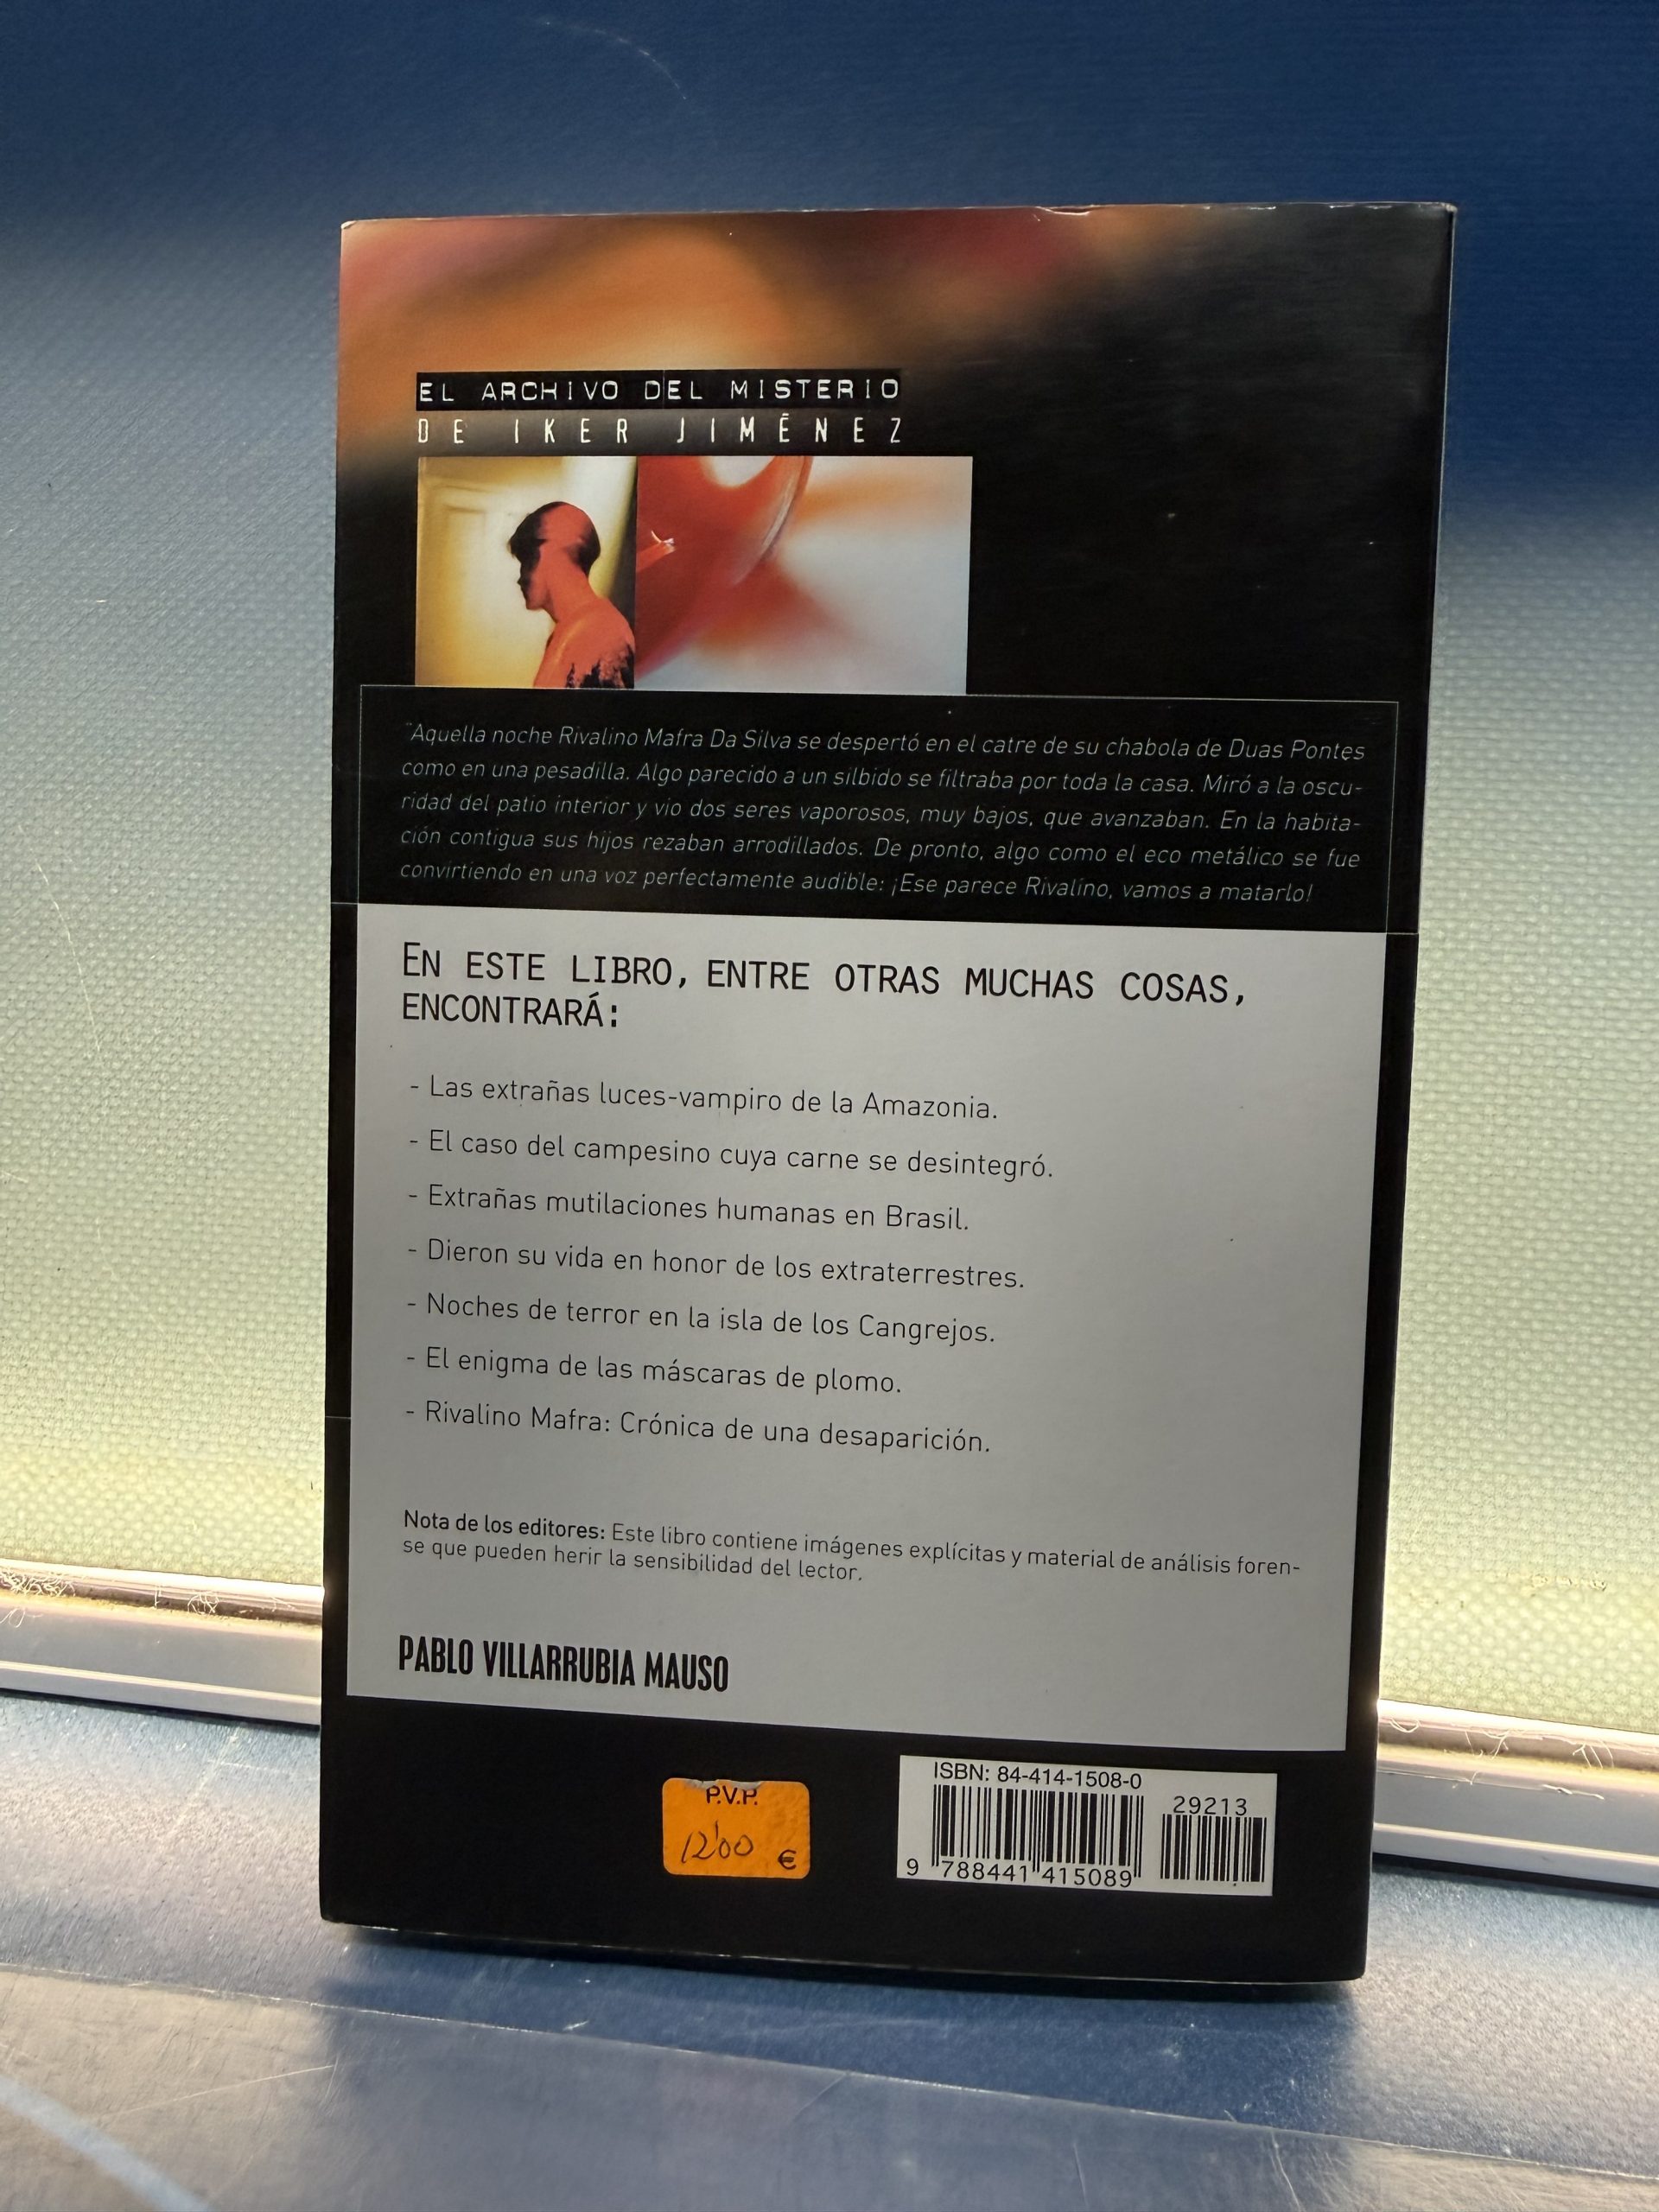 EL ARCHIVO DEL MISTERIO
DE IKER JIMÉNEZ
"Aquella noche Rivalino Mafra Da Silva se despertó en el catre de su chabola de Duas Pontes
como en una pesadilla. Algo parecido a un silbido se filtraba por toda la casa. Miró a la oscu-
ridad del patio interior y vio dos seres vaporosos, muy bajos, que avanzaban. En la habita-
ción contigua sus hijos rezaban arrodillados. De pronto, algo como el eco metálico se fue
convirtiendo en una voz perfectamente audible: ¡Ese parece Rivalino, vamos a matarlo!
EN ESTE LIBRO, ENTRE OTRAS MUCHAS COSAS,
ENCONTRARÁ:
- Las extrañas luces-vampiro de la Amazonia.
- El caso del campesino cuya carne se desintegró.
- Extrañas mutilaciones humanas en Brasil.
- Dieron su vida en honor de los extraterrestres.
- Noches de terror en la isla de los Cangrejos.
- El enigma de las máscaras de plomo.
- Rivalino Mafra: Crónica de una desaparición.
Nota de los editores: Este libro contiene imágenes explícitas y material de análisis foren-
se que pueden herir la sensibilidad del lector.
PABLO VILLARRUBIA MAUSO
P.V.P.
12'00 €
ISBN: 84-414-1508-0
29213
9 788441 415089